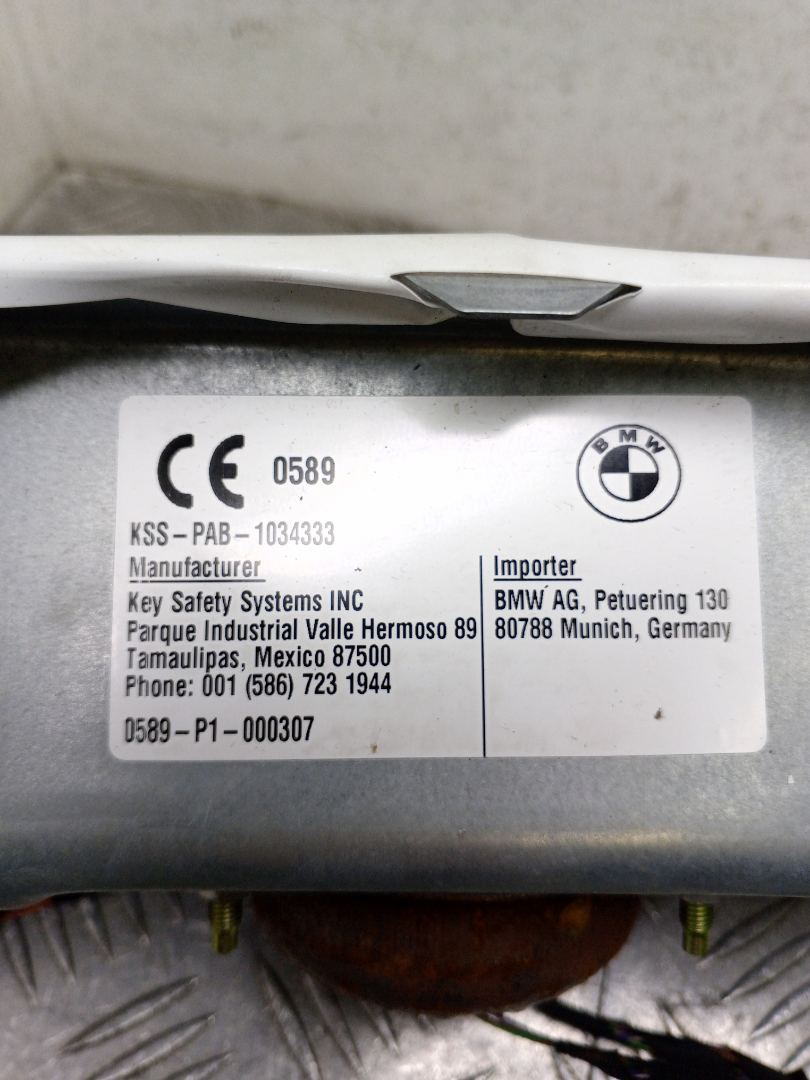 CE 0589
BMW
KSS-PAB-1034333
Manufacturer
Key Safety Systems INC
Parque Industrial Valle Hermoso 89
Tamaulipas, Mexico 87500
Phone: 001 (586) 723 1944
0589-P1-000307
Importer
BMW AG, Petuering 130
80788 Munich, Germany